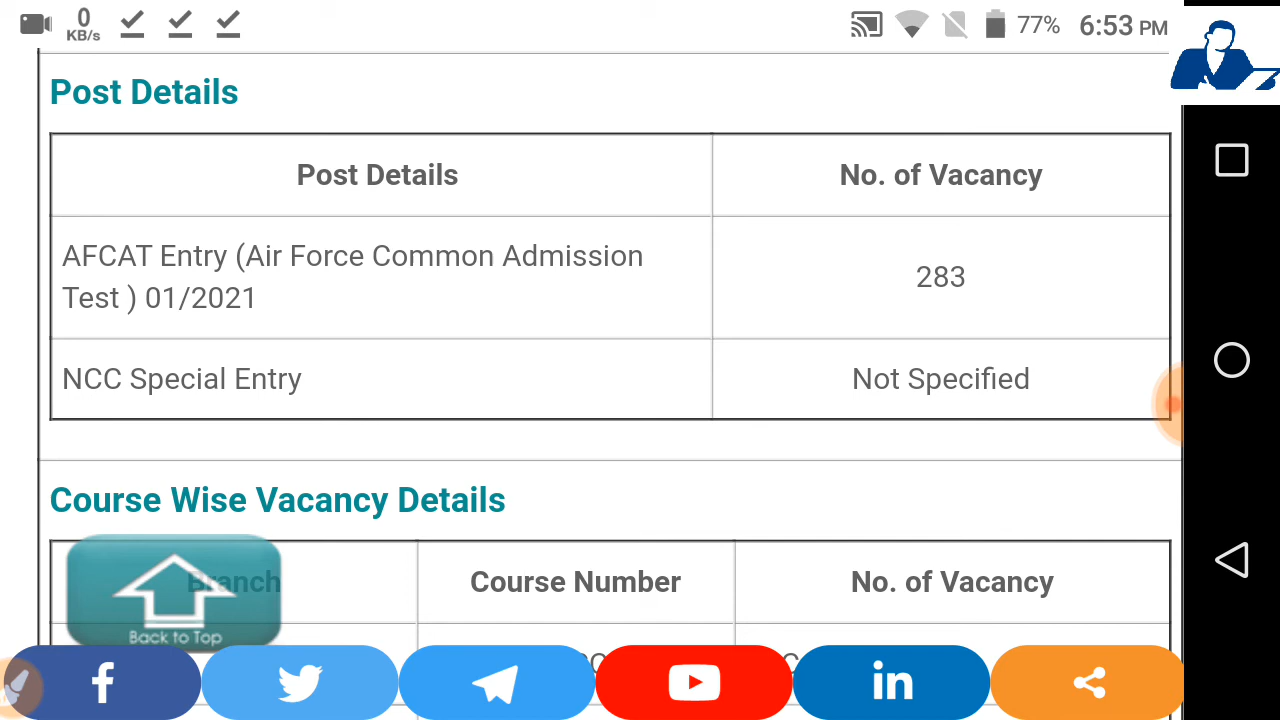 0
KB/s
77%
6:53 PM
Post Details
Post Details
No. of Vacancy
AFCAT Entry (Air Force Common Admission
Test ) 01/2021
283
NCC Special Entry
Not Specified
Course Wise Vacancy Details
Branch
Course Number
No. of Vacancy
Back to Top
f
in